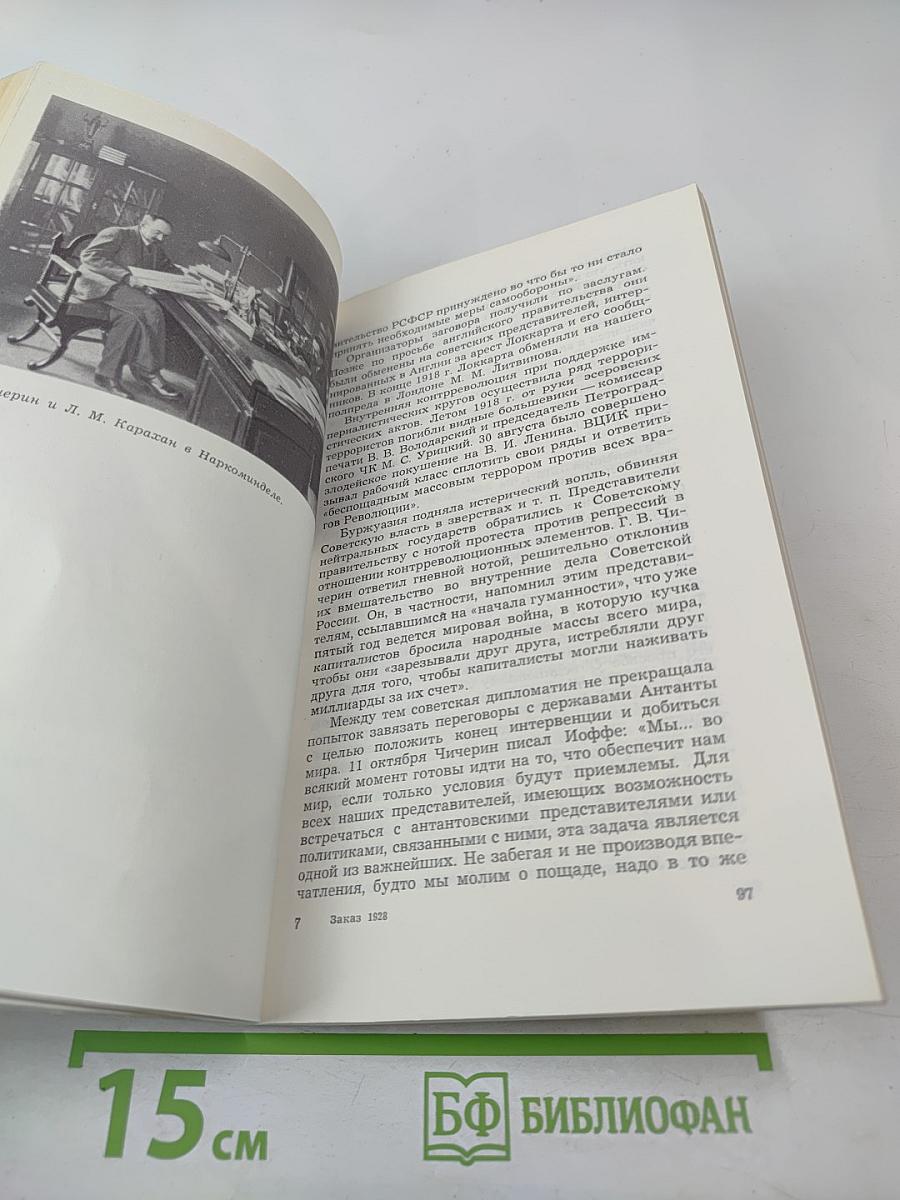 черин и Л. М. Карахан в Наркоминделе.
вительство РСФСР принуждено во что бы то ни стало
принять необходимые меры самообороны».
Организаторы заговора получили по заслугам.
Позже по просьбе английского правительства они
были обменены на советских представителей, интер-
нированных в Англии за арест Локкарта и его сообщ-
ников. В конце 1918 г. Локкарта обменяли на нашего
полпреда в Лондоне М. М. Литвинова.
Внутренняя контрреволюция при поддержке им-
периалистических кругов осуществила ряд террори-
стических актов. Летом 1918 г. от руки эсеровских
террористов погибли видные большевики — комиссар
печати В. В. Володарский и председатель Петроград-
ского ЧК М. С. Урицкий. 30 августа было совершено
злодейское покушение на В. И. Ленина. ВЦИК при-
зывал рабочий класс сплотить свои ряды и ответить
«беспощадным массовым террором против всех вра-
гов Революции».
Буржуазия подняла истерический вопль, обвиняя
Советскую власть в зверствах и т. п. Представители
нейтральных государств обратились к Советскому
правительству с нотой протеста против репрессий в
отношении контрреволюционных элементов. Г. В. Чи-
черин ответил гневной нотой, решительно отклонив
их вмешательство во внутренние дела Советской
России. Он, в частности, напомнил этим представи-
телям, ссылавшимся на «начала гуманности», что уже
пятый год ведется мировая война, в которую кучка
капиталистов бросила народные массы всего мира,
чтобы они «зарезывали друг друга, истребляли друг
друга для того, чтобы капиталисты могли наживать
миллиарды за их счет».
Между тем советская дипломатия не прекращала
попыток завязать переговоры с державами Антанты
с целью положить конец интервенции и добиться
мира. 11 октября Чичерин писал Иоффе: «Мы... во
всякий момент готовы идти на то, что обеспечит нам
мир, если только условия будут приемлемы. Для
всех наших представителей, имеющих возможность
встречаться с антантовскими представителями или
политиками, связанными с ними, эта задача является
одной из важнейших. Не забегая и не производя впе-
чатления, будто мы молим о пощаде, надо в то же
7 Заказ 1928
97
15 см
БФ БИБЛИОФАН